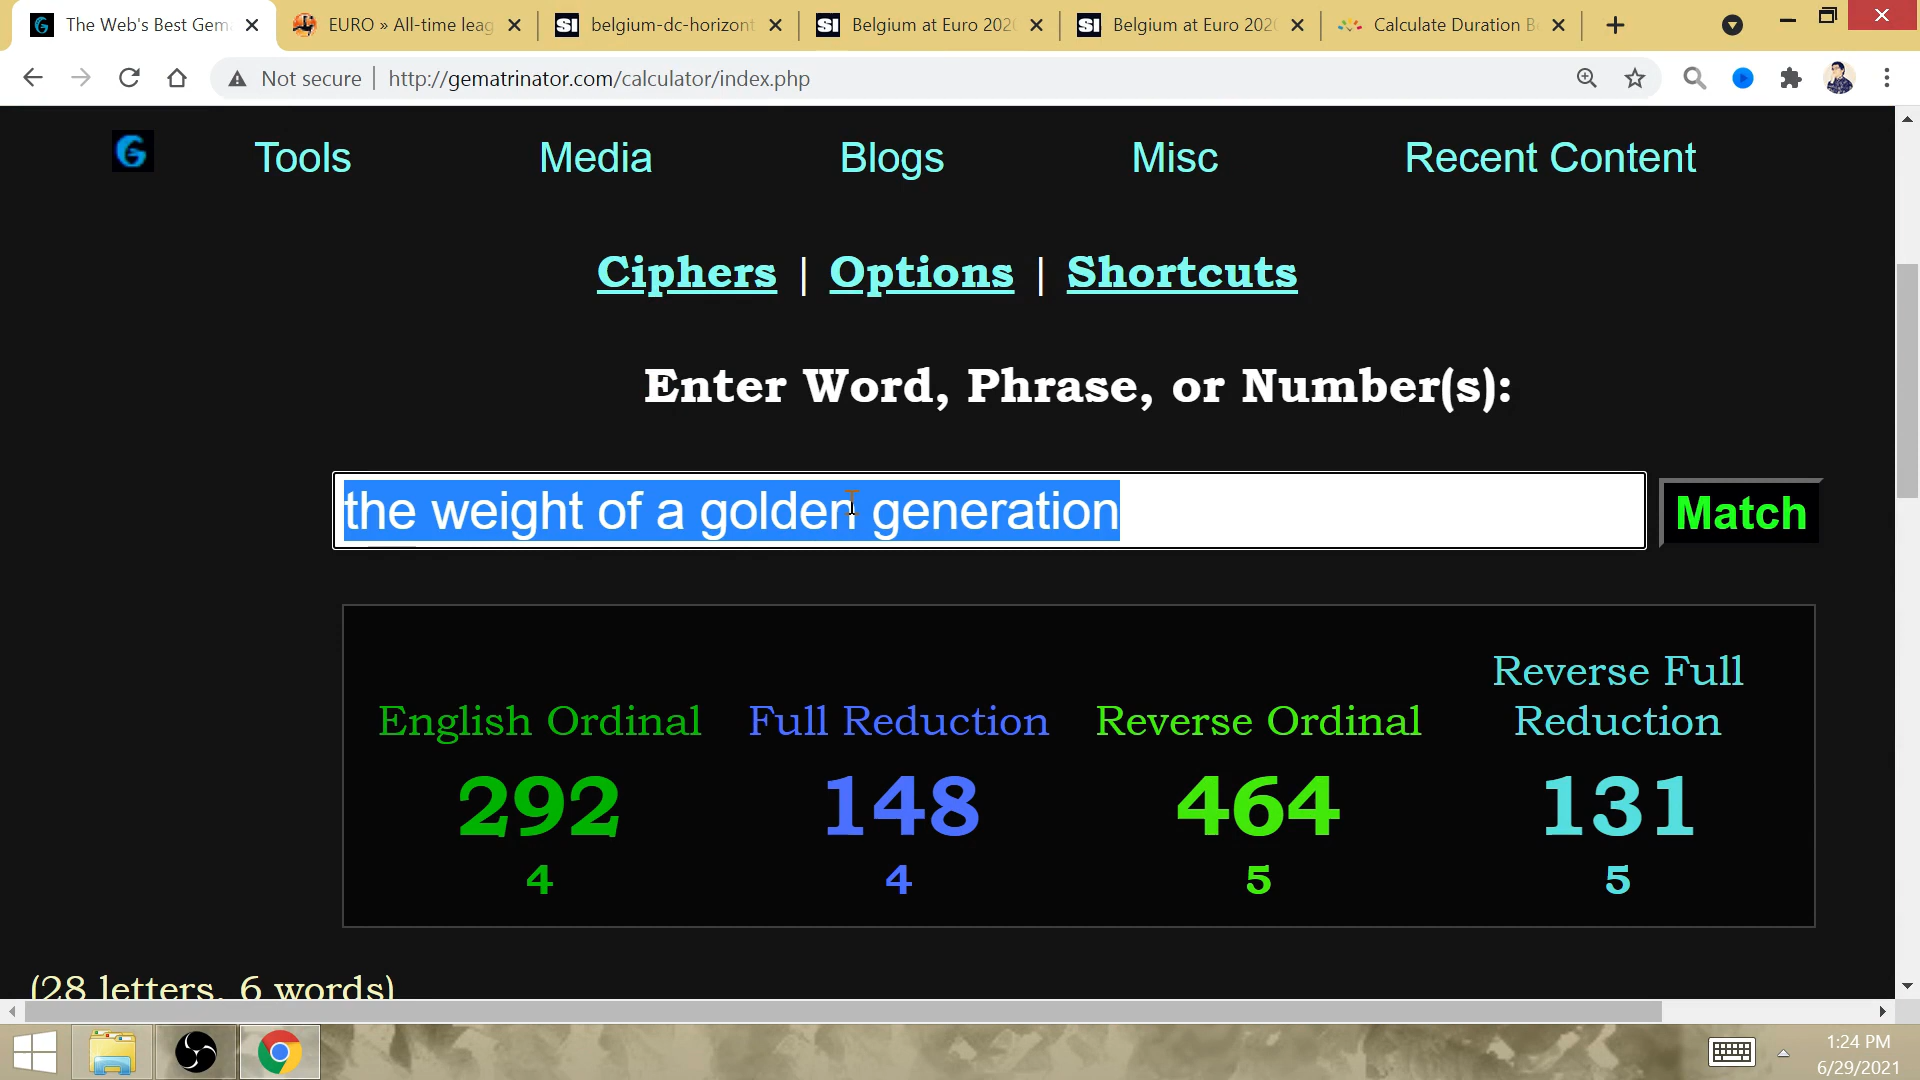 The Web's Best Gem
EURO » All-time leag
belgium-dc-horizont
Belgium at Euro 202
Belgium at Euro 2020
Calculate Duration B
Not secure
http://gematrinator.com/calculator/index.php
Tools
Media
Blogs
Misc
Recent Content
Ciphers | Options | Shortcuts
Enter Word, Phrase, or Number(s):
the weight of a golden generation
Match
English Ordinal
Full Reduction
Reverse Ordinal
Reverse Full
Reduction
292
148
464
131
4
4
5
5
(28 letters, 6 words)
1:24 PM
6/29/2021